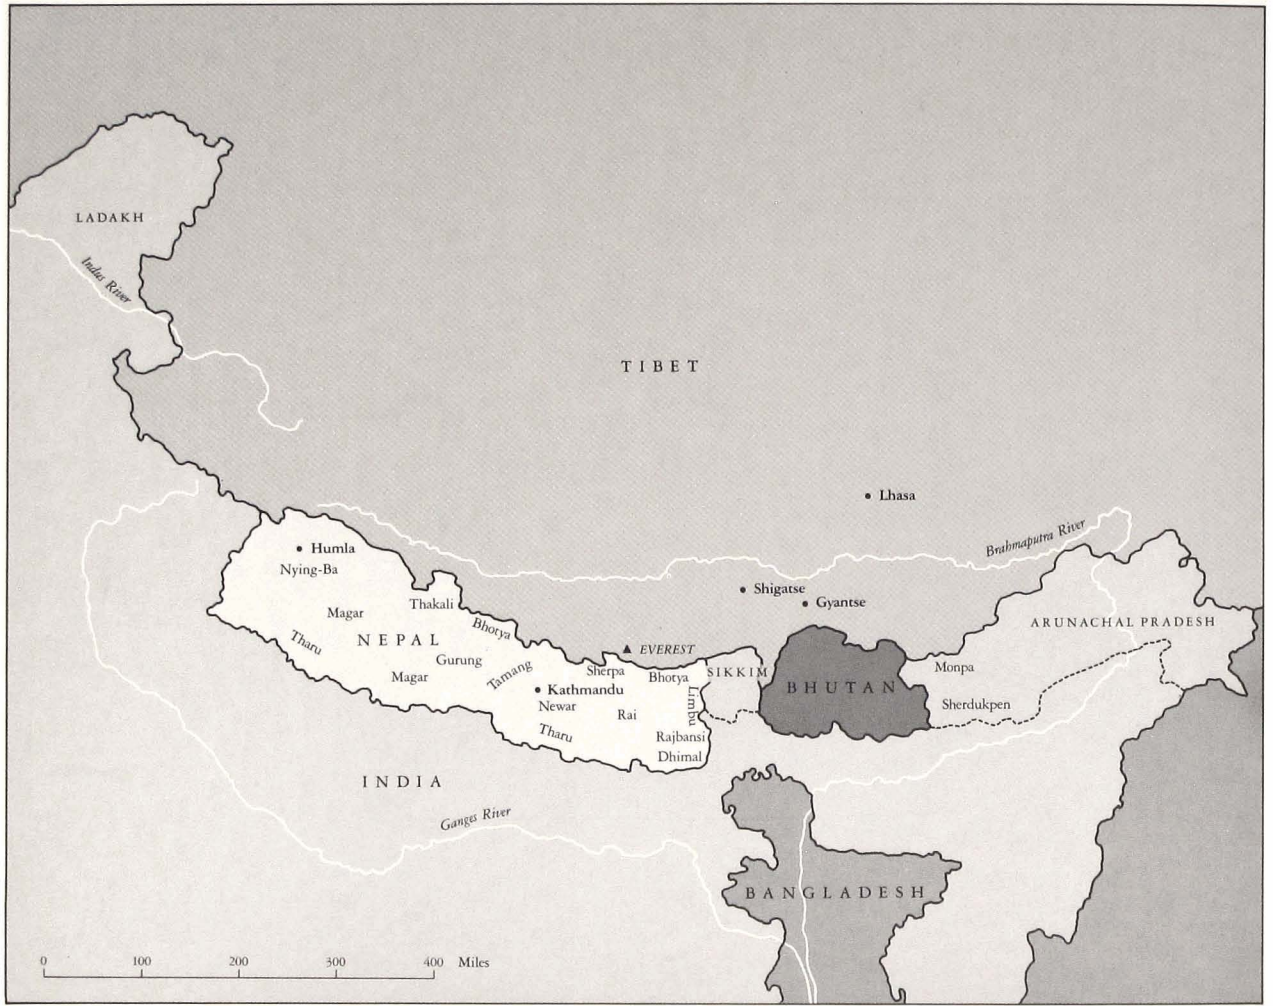 LADAKH
Indus River
TIBET
Lhasa
Brahmaputra River
Humla
Nying-Ba
Shigatse
Gyantse
Thakali
Magar
Bhotya
ARUNACHAL PRADESH
Tharu
NEPAL
EVEREST
Gurung
Tamang
Sherpa
Bhotya
SIKKIM
Monpa
Magar
Kathmandu
BHUTAN
Newar
Limbu
Sherdukpen
Rai
Tharu
Rajbansi
Dhimal
INDIA
Ganges River
BANGLADESH
0 100 200 300 400 Miles